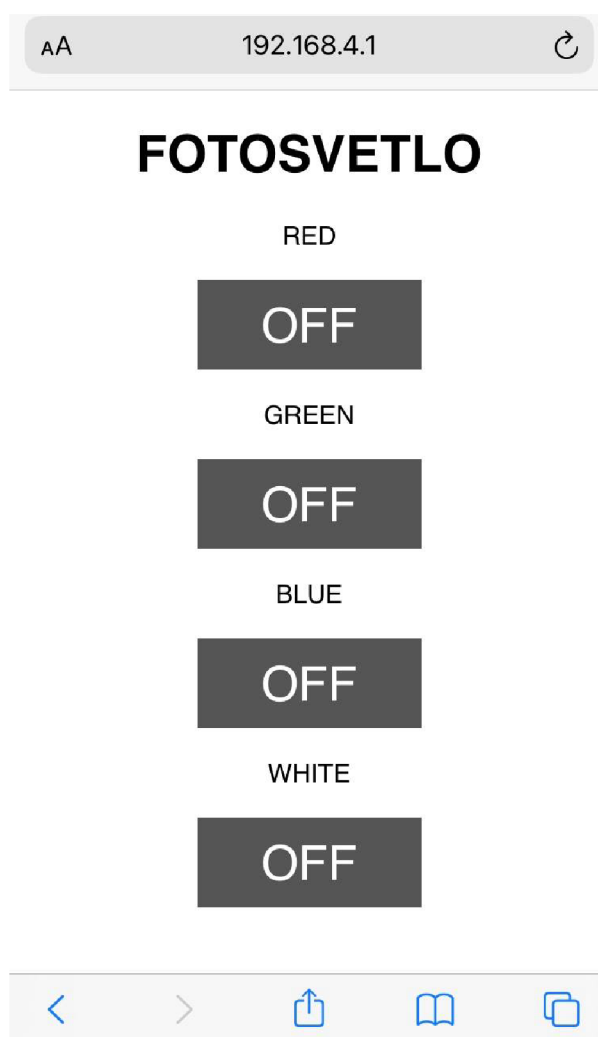 AA 192.168.4.1
FOTOSVETLO
RED
OFF
GREEN
OFF
BLUE
OFF
WHITE
OFF